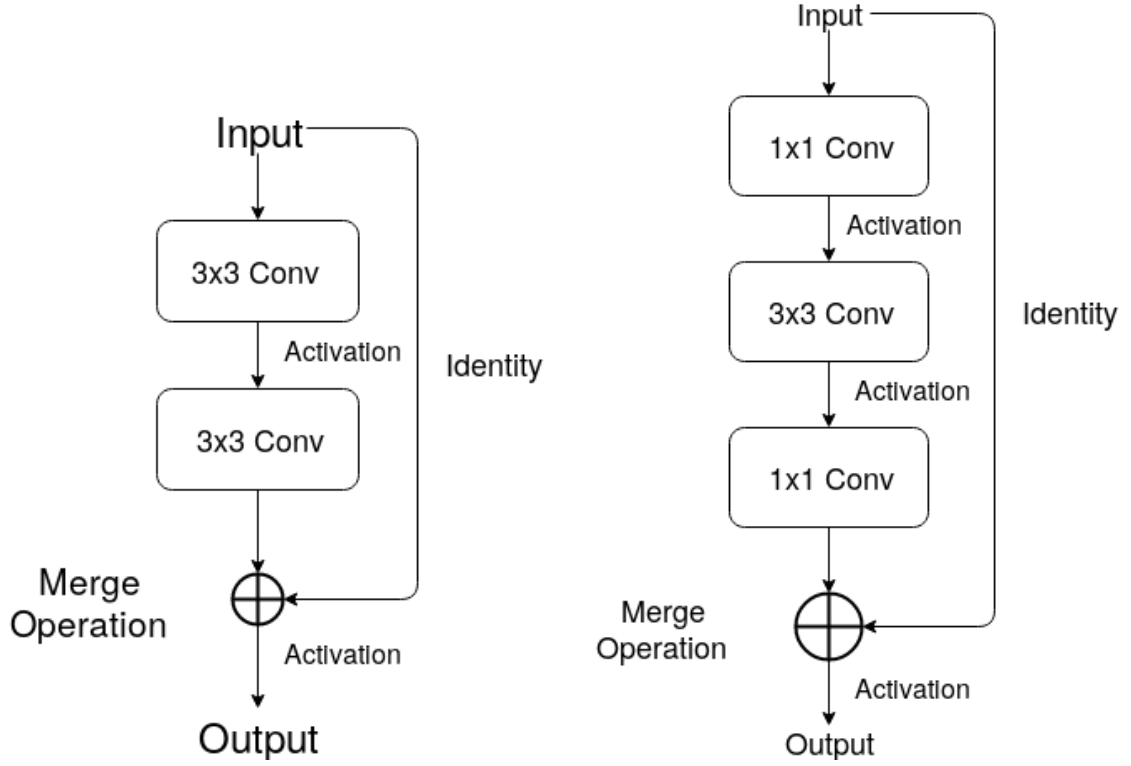 Input
3x3 Conv
Activation
Identity
3x3 Conv
Merge
Operation
Activation
Output
Input
1x1 Conv
Activation
3x3 Conv
Identity
Activation
1x1 Conv
Merge
Operation
Activation
Output